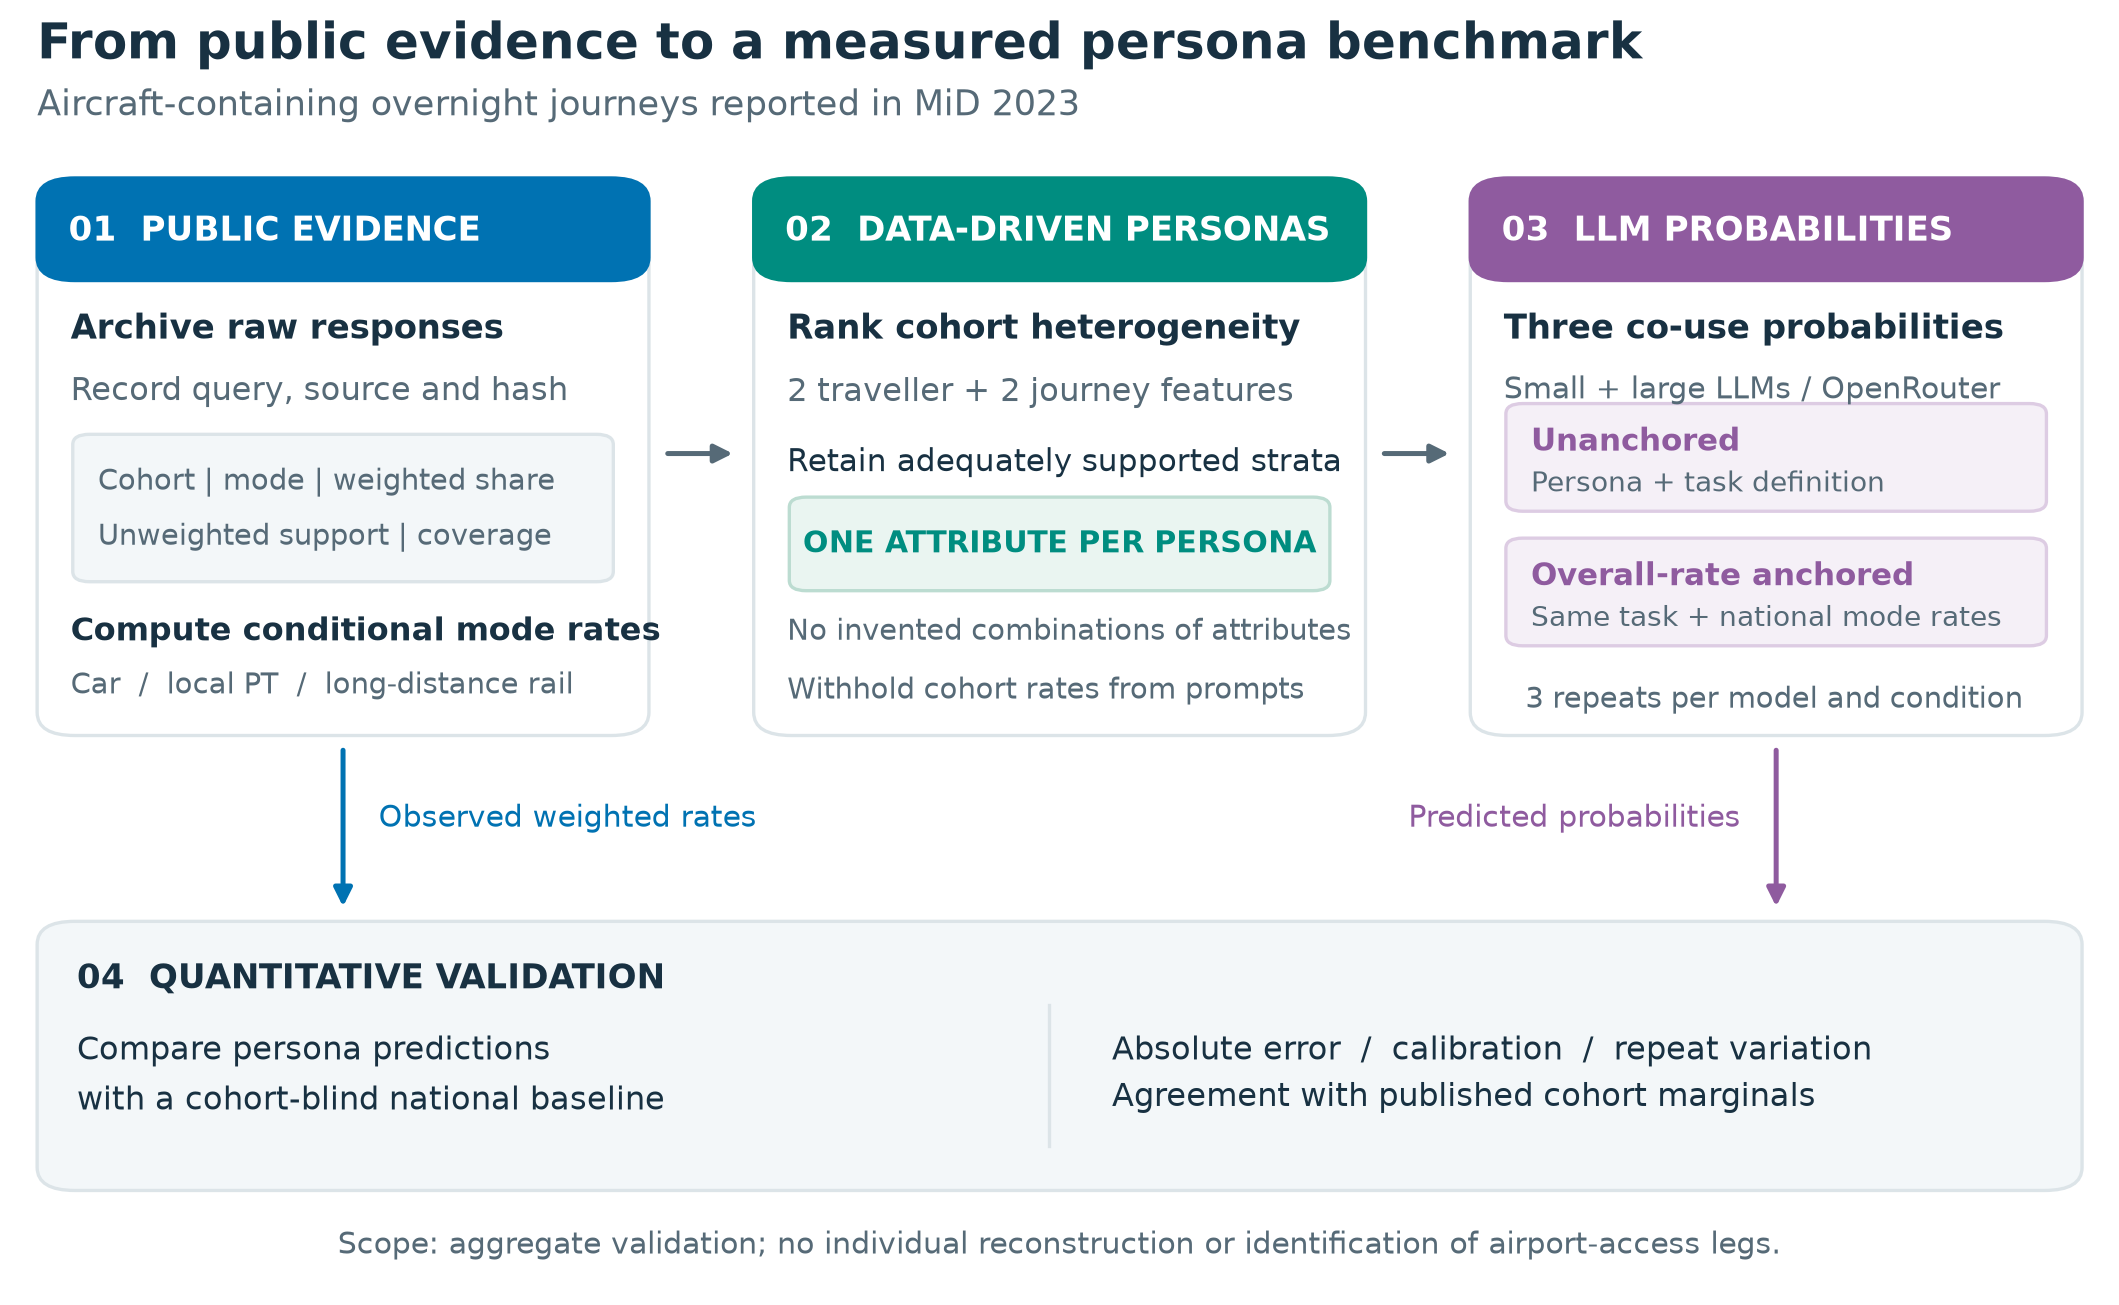 From public evidence to a measured persona benchmark
Aircraft-containing overnight journeys reported in MiD 2023
01 PUBLIC EVIDENCE
Archive raw responses
Record query, source and hash
Cohort | mode | weighted share
Unweighted support | coverage
Compute conditional mode rates
Car / local PT / long-distance rail
02 DATA-DRIVEN PERSONAS
Rank cohort heterogeneity
2 traveller + 2 journey features
Retain adequately supported strata
ONE ATTRIBUTE PER PERSONA
No invented combinations of attributes
Withhold cohort rates from prompts
03 LLM PROBABILITIES
Three co-use probabilities
Small + large LLMs / OpenRouter
Unanchored
Persona + task definition
Overall-rate anchored
Same task + national mode rates
3 repeats per model and condition
Observed weighted rates
Predicted probabilities
04 QUANTITATIVE VALIDATION
Compare persona predictions
with a cohort-blind national baseline
Absolute error / calibration / repeat variation
Agreement with published cohort marginals
Scope: aggregate validation; no individual reconstruction or identification of airport-access legs.